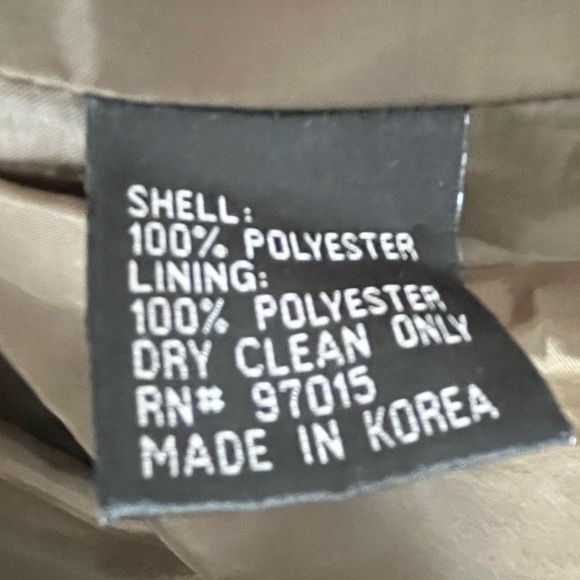 SHELL:
100% POLYESTER
LINING:
100% POLYESTER
DRY CLEAN ONLY
RN# 97015
MADE IN KOREA